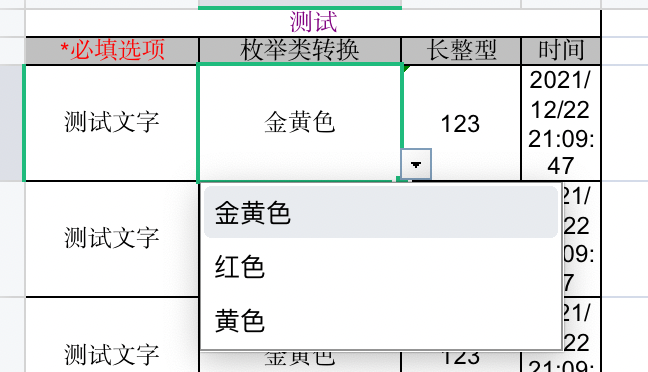 测试
*必填选项 枚举类转换 长整型 时间
测试文字 金黄色 123 2021/
12/22
21:09:
47
金黄色
红色
黄色
测试文字 21/
22
09:
7
测试文字 金黄色 123 21/
22
21:09: